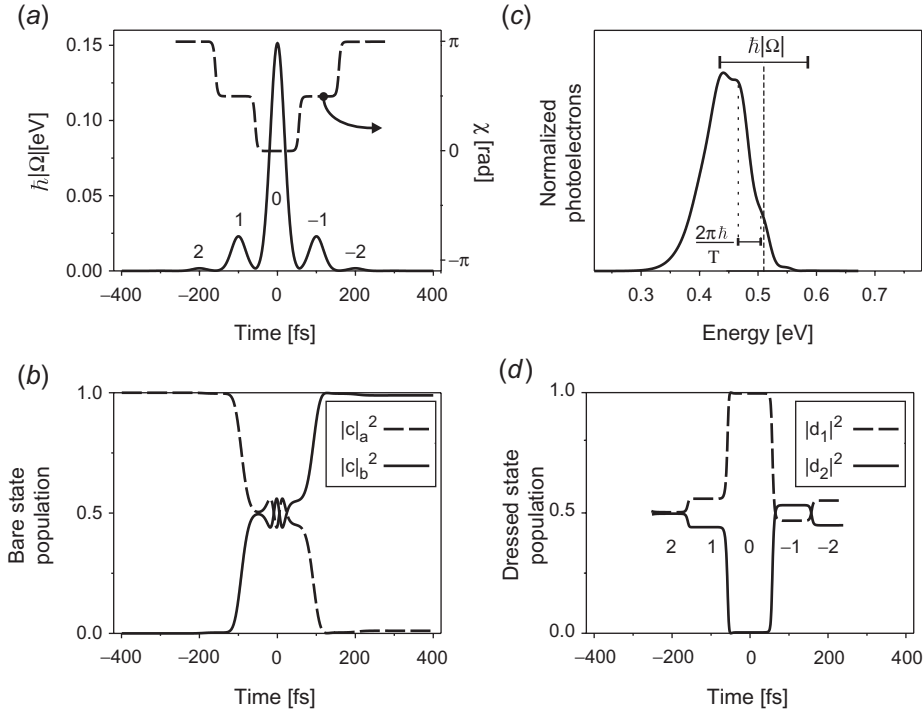 (a)
ħ|Ω|[eV]
0.15
0.10
0.05
0.00
π
0
−π
χ [rad]
2
1
0
−1
−2
−400
−200
0
200
400
Time [fs]
(c)
Normalized
photoelectrons
ħ|Ω|
2πħ
T
0.3
0.4
0.5
0.6
0.7
Energy [eV]
(b)
Bare state
population
1.0
0.5
0.0
|c|a²
|c|b²
−400
−200
0
200
400
Time [fs]
(d)
Dressed state
population
1.0
0.5
0.0
|d₁|²
|d₂|²
2
1
0
−1
−2
−400
−200
0
200
400
Time [fs]